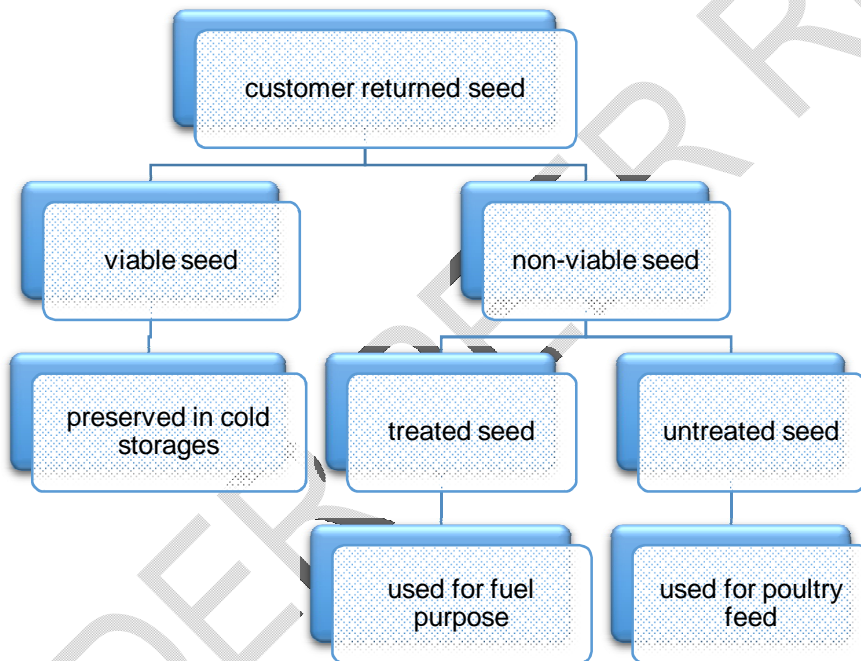 customer returned seed
viable seed
non-viable seed
preserved in cold
storages
treated seed
untreated seed
used for fuel
purpose
used for poultry
feed